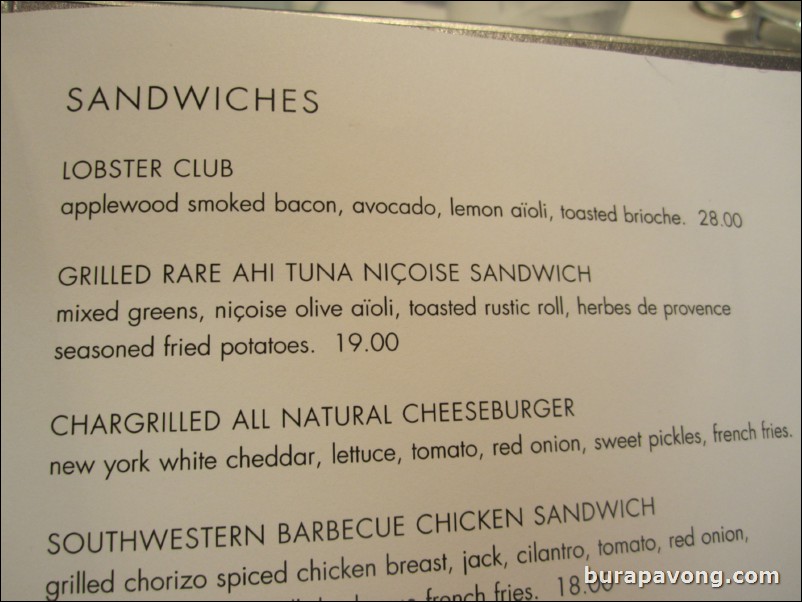 SANDWICHES
LOBSTER CLUB
applewood smoked bacon, avocado, lemon aïoli, toasted brioche. 28.00
GRILLED RARE AHI TUNA NIÇOISE SANDWICH
mixed greens, niçoise olive aïoli, toasted rustic roll, herbes de provence
seasoned fried potatoes. 19.00
CHARGRILLED ALL NATURAL CHEESEBURGER
new york white cheddar, lettuce, tomato, red onion, sweet pickles, french fries.
SOUTHWESTERN BARBECUE CHICKEN SANDWICH
grilled chorizo spiced chicken breast, jack, cilantro, tomato, red onion,
french fries. 18.00
burapavong.com